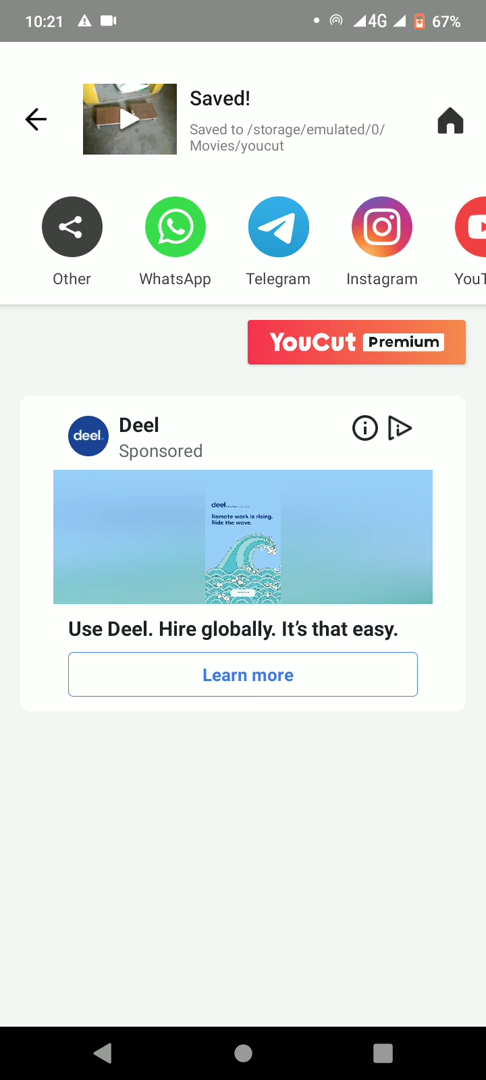 10:21
4G
67%
Saved!
Saved to /storage/emulated/0/
Movies/youcut
Other
WhatsApp
Telegram
Instagram
YouT
YouCut Premium
deel.
Deel
Sponsored
deel.
Remote work is rising.
Ride the wave.
Use Deel. Hire globally. It’s that easy.
Learn more